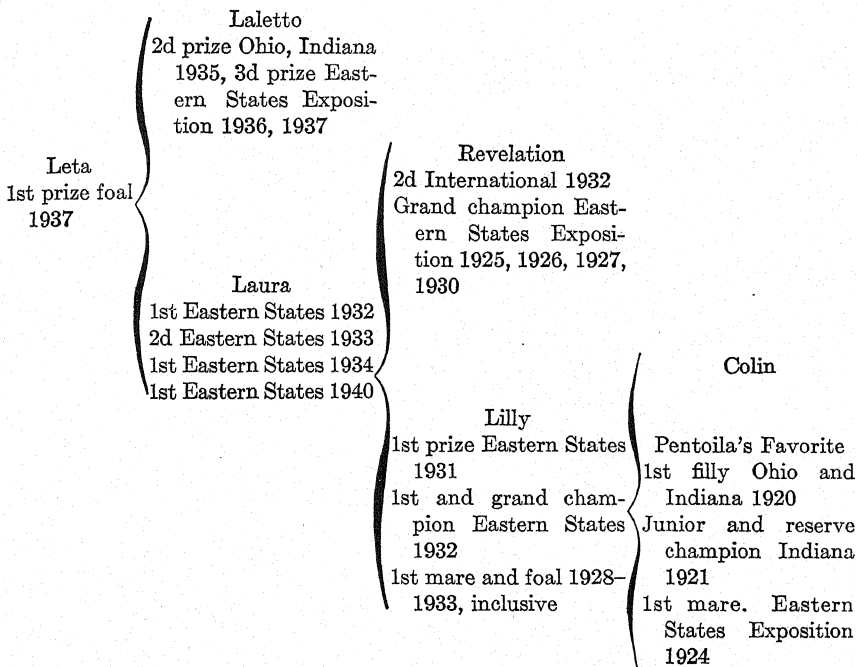 Laletto
2d prize Ohio, Indiana
1935, 3d prize East-
ern States Exposi-
tion 1936, 1937
Leta
1st prize foal
1937
Laura
1st Eastern States 1932
2d Eastern States 1933
1st Eastern States 1934
1st Eastern States 1940
Revelation
2d International 1932
Grand champion East-
ern States Exposi-
tion 1925, 1926, 1927,
1930
Lilly
1st prize Eastern States
1931
1st and grand cham-
pion Eastern States
1932
1st mare and foal 1928–
1933, inclusive
Colin
Pentoila's Favorite
1st filly Ohio and
Indiana 1920
Junior and reserve
champion Indiana
1921
1st mare. Eastern
States Exposition
1924